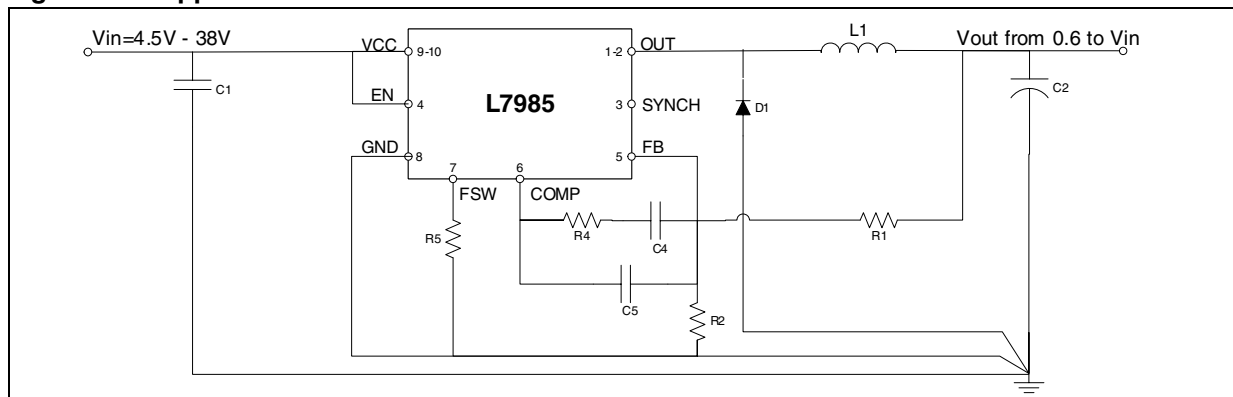 Vin=4.5V - 38V
VCC
9-10
1-2
OUT
L1
Vout from 0.6 to Vin
C1
EN
4
L7985
3
SYNCH
D1
C2
GND
8
5
FB
7
6
FSW
COMP
R5
R4
C4
R1
C5
R2